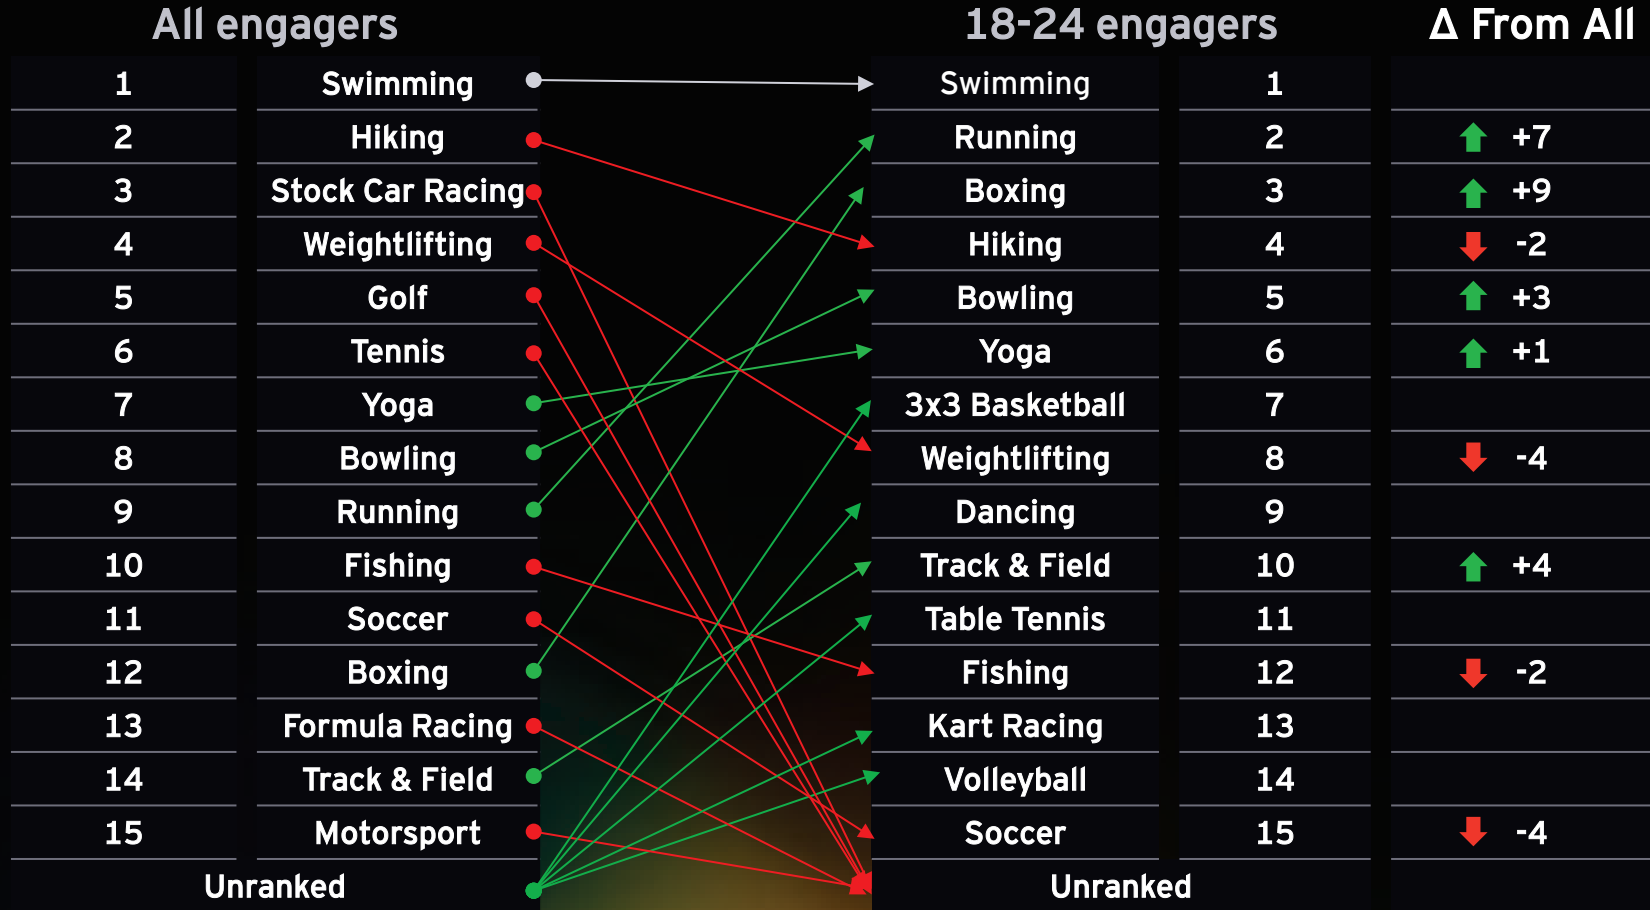 All engagers 18-24 engagers Δ From All
1 Swimming Swimming 1
2 Hiking Running 2 +7
3 Stock Car Racing Boxing 3 +9
4 Weightlifting Hiking 4 -2
5 Golf Bowling 5 +3
6 Tennis Yoga 6 +1
7 Yoga 3x3 Basketball 7
8 Bowling Weightlifting 8 -4
9 Running Dancing 9
10 Fishing Track & Field 10 +4
11 Soccer Table Tennis 11
12 Boxing Fishing 12 -2
13 Formula Racing Kart Racing 13
14 Track & Field Volleyball 14
15 Motorsport Soccer 15 -4
Unranked Unranked